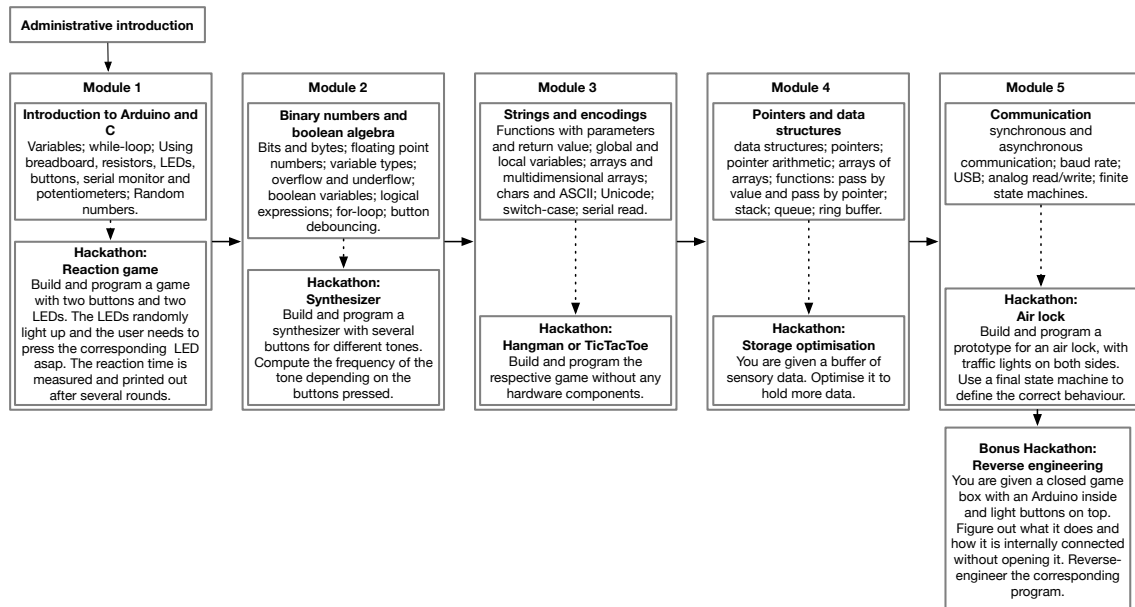 Administrative introduction
Module 1
Introduction to Arduino and
C
Variables; while-loop; Using
breadboard, resistors, LEDs,
buttons, serial monitor and
potentiometers; Random
numbers.
Hackathon:
Reaction game
Build and program a game
with two buttons and two
LEDs. The LEDs randomly
light up and the user needs to
press the corresponding LED
asap. The reaction time is
measured and printed out
after several rounds.
Module 2
Binary numbers and
boolean algebra
Bits and bytes; floating point
numbers; variable types;
overflow and underflow;
boolean variables; logical
expressions; for-loop; button
debouncing.
Hackathon:
Synthesizer
Build and program a
synthesizer with several
buttons for different tones.
Compute the frequency of the
tone depending on the
buttons pressed.
Module 3
Strings and encodings
Functions with parameters
and return value; global and
local variables; arrays and
multidimensional arrays;
chars and ASCII; Unicode;
switch-case; serial read.
Hackathon:
Hangman or TicTacToe
Build and program the
respective game without any
hardware components.
Module 4
Pointers and data
structures
data structures; pointers;
pointer arithmetic; arrays of
arrays; functions: pass by
value and pass by pointer;
stack; queue; ring buffer.
Hackathon:
Storage optimisation
You are given a buffer of
sensory data. Optimise it to
hold more data.
Module 5
Communication
synchronous and
asynchronous
communication; baud rate;
USB; analog read/write; finite
state machines.
Hackathon:
Air lock
Build and program a
prototype for an air lock, with
traffic lights on both sides.
Use a final state machine to
define the correct behaviour.
Bonus Hackathon:
Reverse engineering
You are given a closed game
box with an Arduino inside
and light buttons on top.
Figure out what it does and
how it is internally connected
without opening it. Reverse-
engineer the corresponding
program.